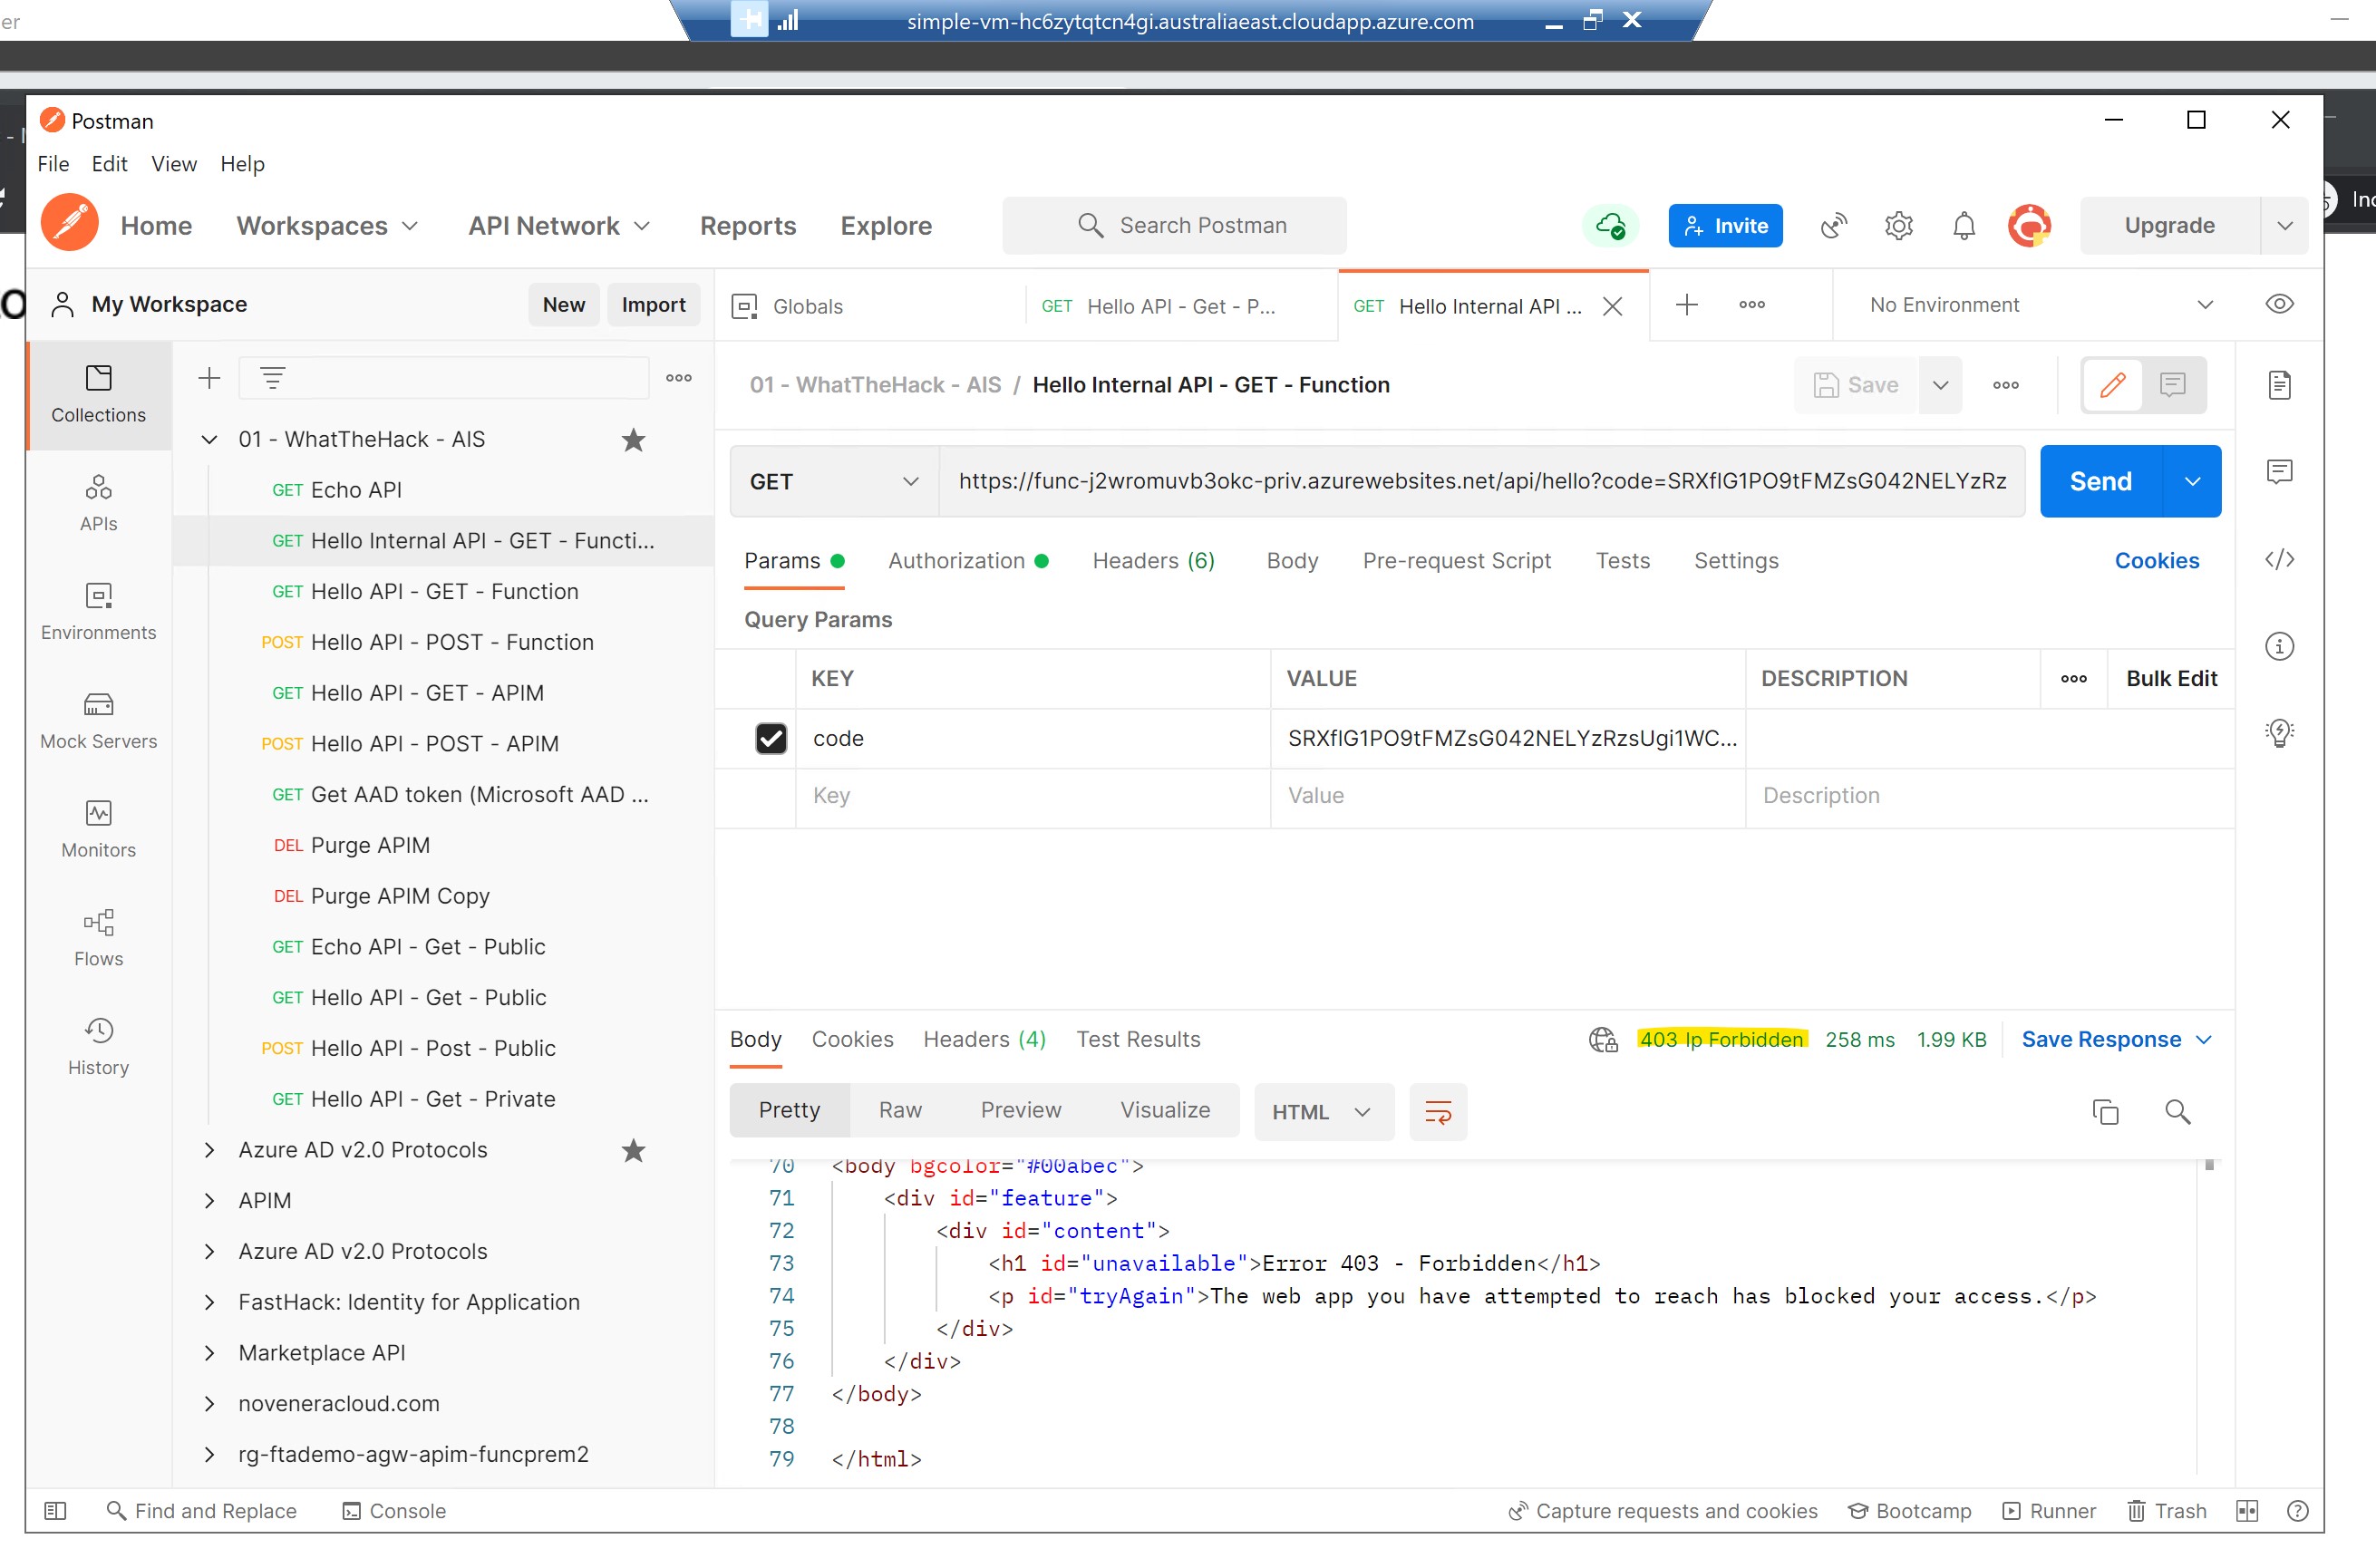 er
simple-vm-hc6zytqtcn4gi.australiaeast.cloudapp.azure.com
Postman
File Edit View Help
Home Workspaces API Network Reports Explore Search Postman Invite Upgrade
My Workspace New Import
Globals GET Hello API - Get - P... GET Hello Internal API ... No Environment
Collections
APIs
Environments
Mock Servers
Monitors
Flows
History
01 - WhatTheHack - AIS
GET Echo API
GET Hello Internal API - GET - Functi...
GET Hello API - GET - Function
POST Hello API - POST - Function
GET Hello API - GET - APIM
POST Hello API - POST - APIM
GET Get AAD token (Microsoft AAD ...
DEL Purge APIM
DEL Purge APIM Copy
GET Echo API - Get - Public
GET Hello API - Get - Public
POST Hello API - Post - Public
GET Hello API - Get - Private
Azure AD v2.0 Protocols
APIM
Azure AD v2.0 Protocols
FastHack: Identity for Application
Marketplace API
noveneracloud.com
rg-ftademo-agw-apim-funcprem2
01 - WhatTheHack - AIS / Hello Internal API - GET - Function Save
GET https://func-j2wromuvb3okc-priv.azurewebsites.net/api/hello?code=SRXfIG1PO9tFMZsG042NELYzRz Send
Params Authorization Headers (6) Body Pre-request Script Tests Settings Cookies
Query Params
KEY VALUE DESCRIPTION Bulk Edit
code SRXfIG1PO9tFMZsG042NELYzRzsUgi1WC...
Key Value Description
Body Cookies Headers (4) Test Results 403 Ip Forbidden 258 ms 1.99 KB Save Response
Pretty Raw Preview Visualize HTML
70 <body bgcolor="#00abec">
71 <div id="feature">
72 <div id="content">
73 <h1 id="unavailable">Error 403 - Forbidden</h1>
74 <p id="tryAgain">The web app you have attempted to reach has blocked your access.</p>
75 </div>
76 </div>
77 </body>
78
79 </html>
Find and Replace Console Capture requests and cookies Bootcamp Runner Trash